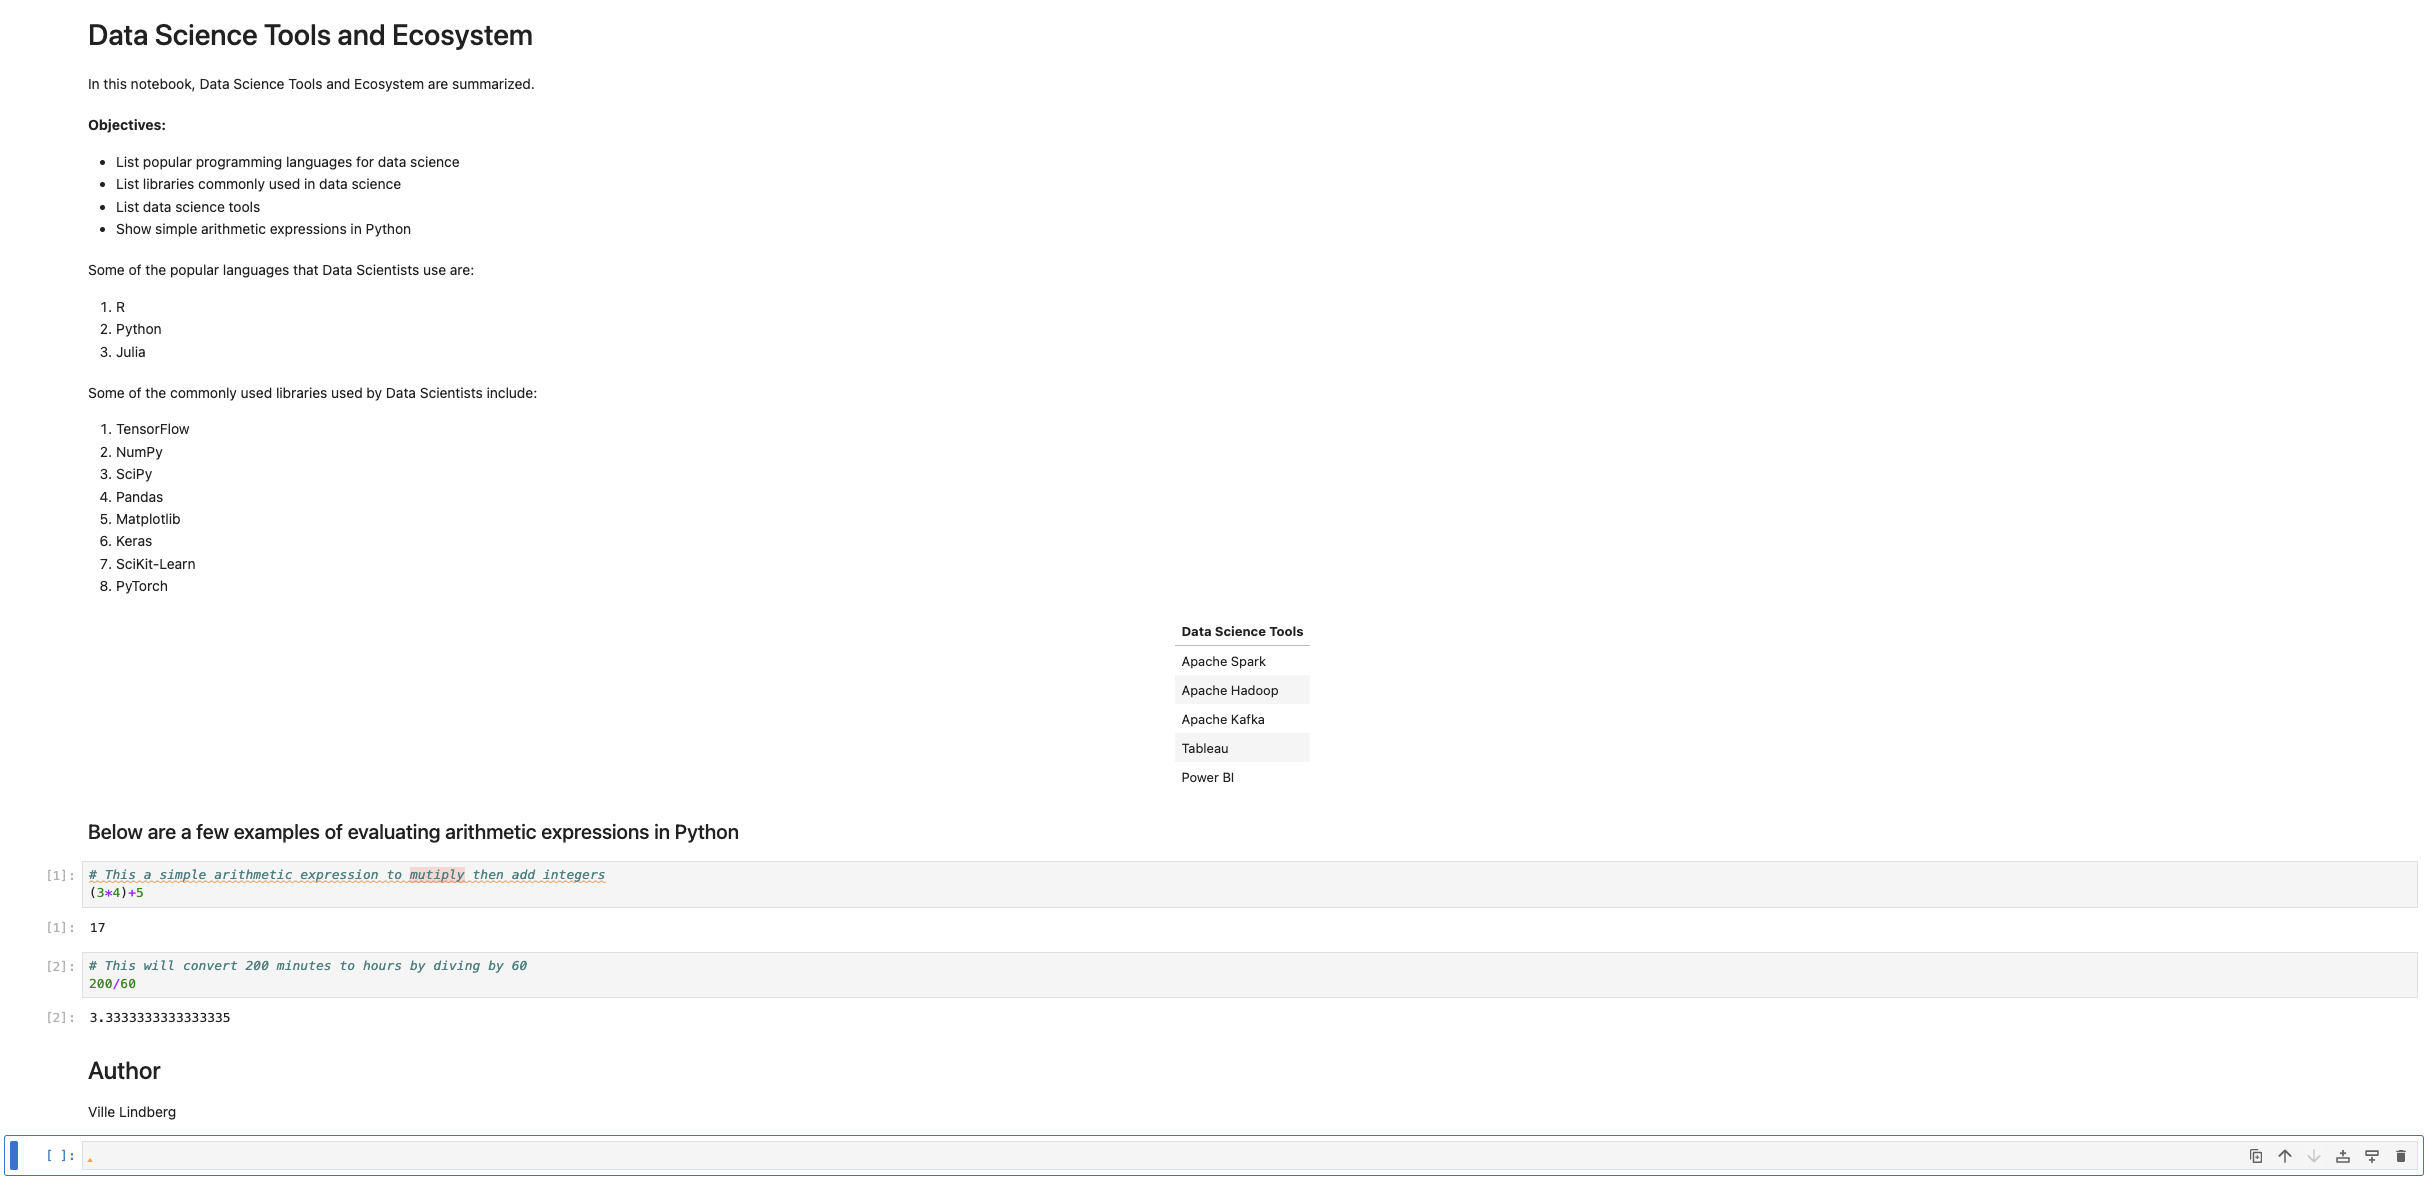 Data Science Tools and Ecosystem
In this notebook, Data Science Tools and Ecosystem are summarized.
Objectives:
• List popular programming languages for data science
• List libraries commonly used in data science
• List data science tools
• Show simple arithmetic expressions in Python
Some of the popular languages that Data Scientists use are:
1. R
2. Python
3. Julia
Some of the commonly used libraries used by Data Scientists include:
1. TensorFlow
2. NumPy
3. SciPy
4. Pandas
5. Matplotlib
6. Keras
7. SciKit-Learn
8. PyTorch
Data Science Tools
Apache Spark
Apache Hadoop
Apache Kafka
Tableau
Power BI
Below are a few examples of evaluating arithmetic expressions in Python
[1]: # This a simple arithmetic expression to mutiply then add integers
(3*4)+5
[1]: 17
[2]: # This will convert 200 minutes to hours by diving by 60
200/60
[2]: 3.3333333333333335
Author
Ville Lindberg
[ ]: